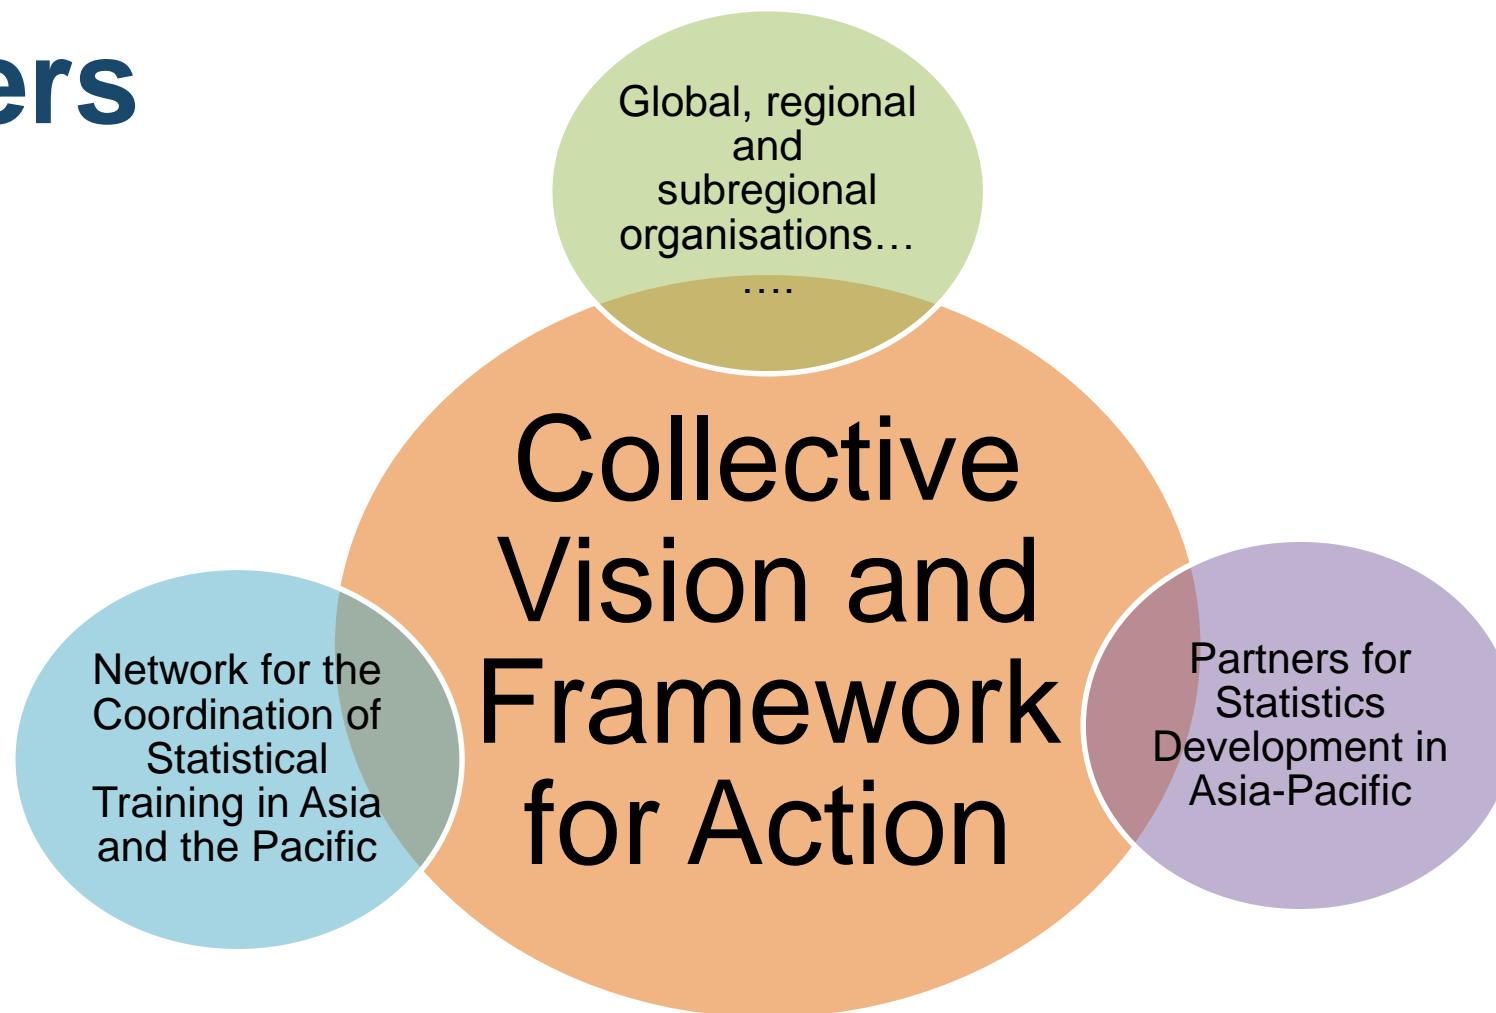 ers
Global, regional
and
subregional
organisations…
….
Collective
Vision and
Framework
for Action
Network for the
Coordination of
Statistical
Training in Asia
and the Pacific
Partners for
Statistics
Development in
Asia-Pacific